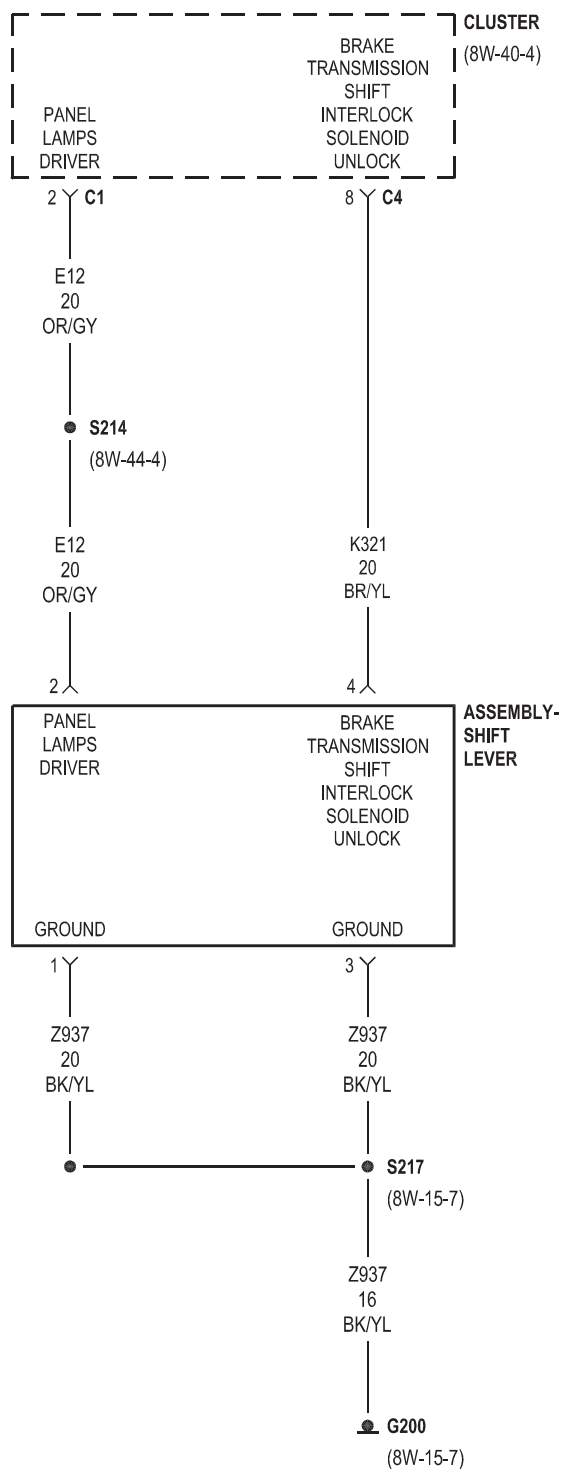 CLUSTER
(8W-40-4)
PANEL
LAMPS
DRIVER
BRAKE
TRANSMISSION
SHIFT
INTERLOCK
SOLENOID
UNLOCK
2 C1
8 C4
E12
20
OR/GY
S214
(8W-44-4)
E12
20
OR/GY
K321
20
BR/YL
2
4
ASSEMBLY-
SHIFT
LEVER
PANEL
LAMPS
DRIVER
BRAKE
TRANSMISSION
SHIFT
INTERLOCK
SOLENOID
UNLOCK
GROUND
GROUND
1
3
Z937
20
BK/YL
Z937
20
BK/YL
S217
(8W-15-7)
Z937
16
BK/YL
G200
(8W-15-7)